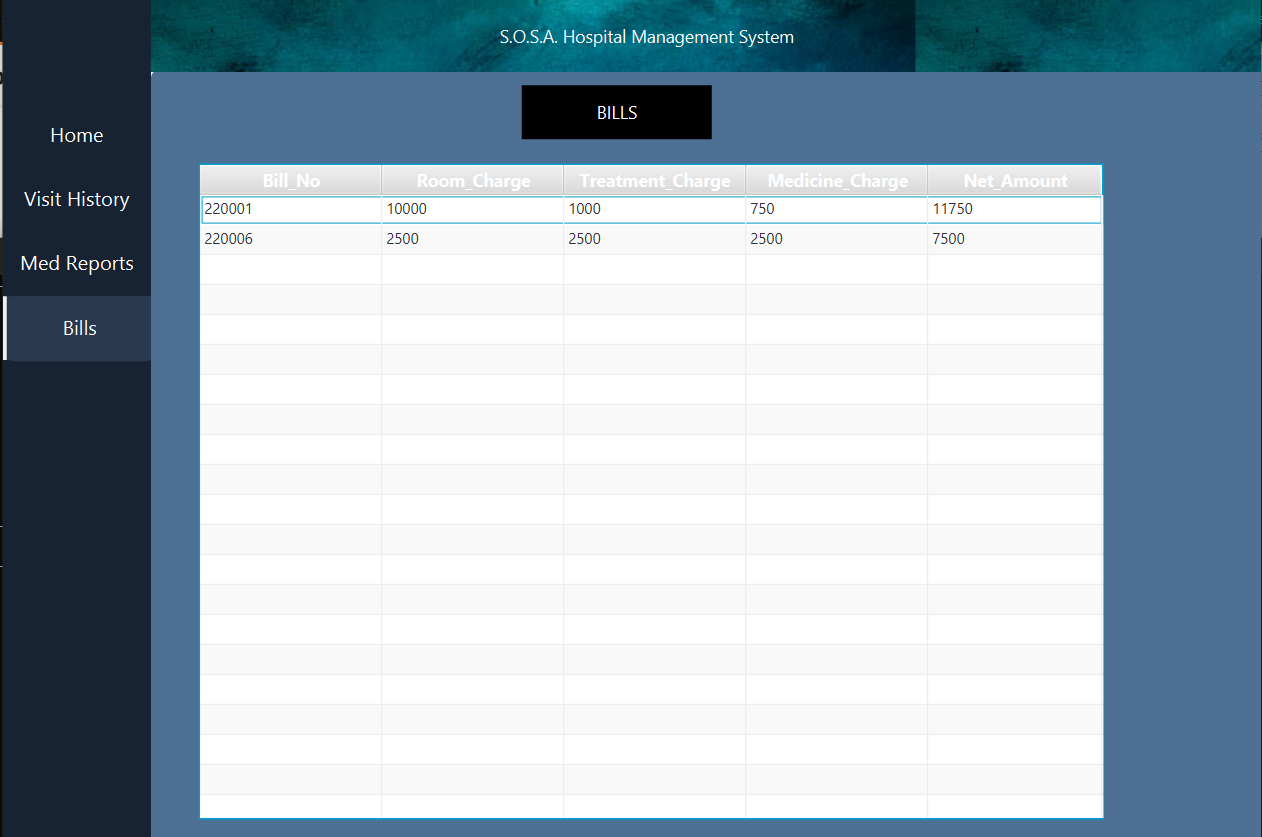 S.O.S.A. Hospital Management System
Home
Visit History
Med Reports
Bills
BILLS
Bill_No Room_Charge Treatment_Charge Medicine_Charge Net_Amount
220001 10000 1000 750 11750
220006 2500 2500 2500 7500